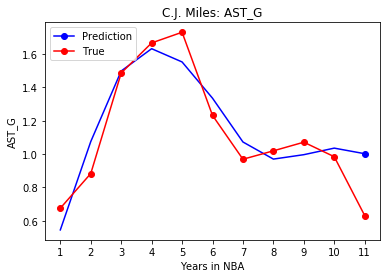 C.J. Miles: AST_G
Prediction
True
AST_G
1.6
1.4
1.2
1.0
0.8
0.6
1 2 3 4 5 6 7 8 9 10 11
Years in NBA